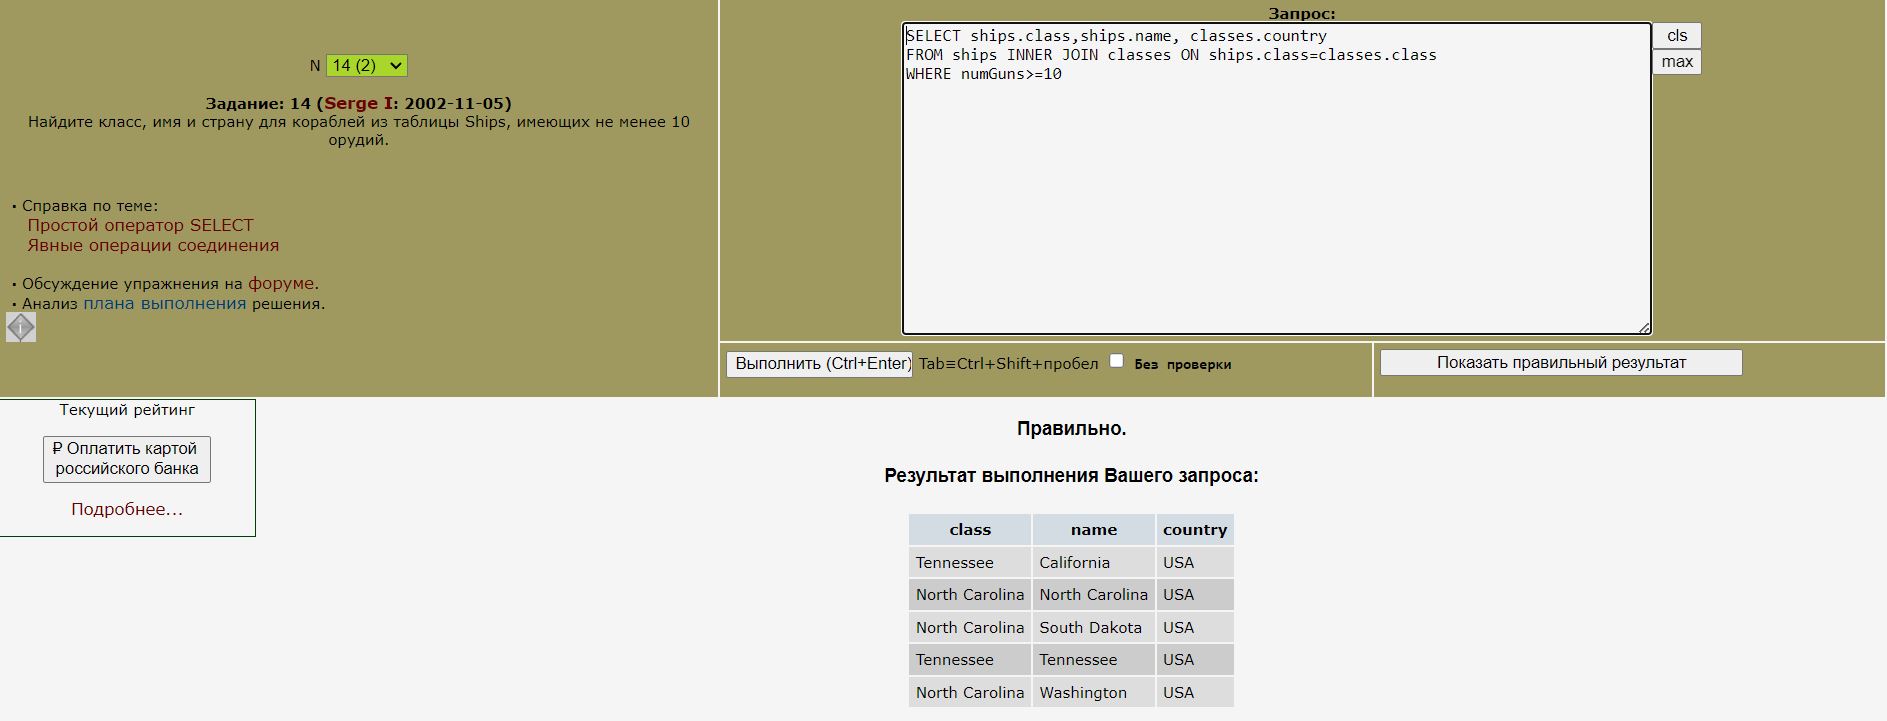 N 14 (2)
Задание: 14 (Serge I: 2002-11-05)
Найдите класс, имя и страну для кораблей из таблицы Ships, имеющих не менее 10
орудий.
· Справка по теме:
Простой оператор SELECT
Явные операции соединения
· Обсуждение упражнения на форуме.
· Анализ плана выполнения решения.
i
Запрос:
SELECT ships.class,ships.name, classes.country
FROM ships INNER JOIN classes ON ships.class=classes.class
WHERE numGuns>=10
cls
max
Выполнить (Ctrl+Enter) Tab≡Ctrl+Shift+пробел Без проверки
Показать правильный результат
Текущий рейтинг
₽ Оплатить картой
российского банка
Подробнее...
Правильно.
Результат выполнения Вашего запроса:
class name country
Tennessee California USA
North Carolina North Carolina USA
North Carolina South Dakota USA
Tennessee Tennessee USA
North Carolina Washington USA